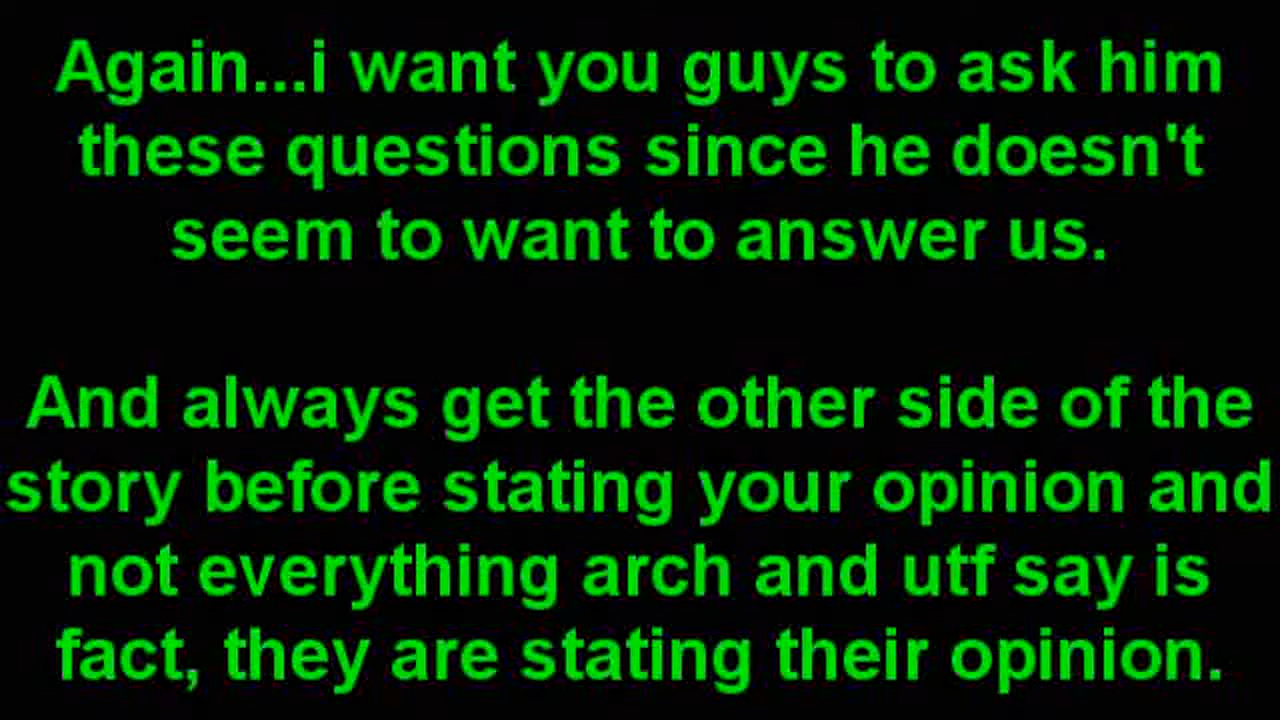 Again...i want you guys to ask him
these questions since he doesn't
seem to want to answer us.
And always get the other side of the
story before stating your opinion and
not everything arch and utf say is
fact, they are stating their opinion.